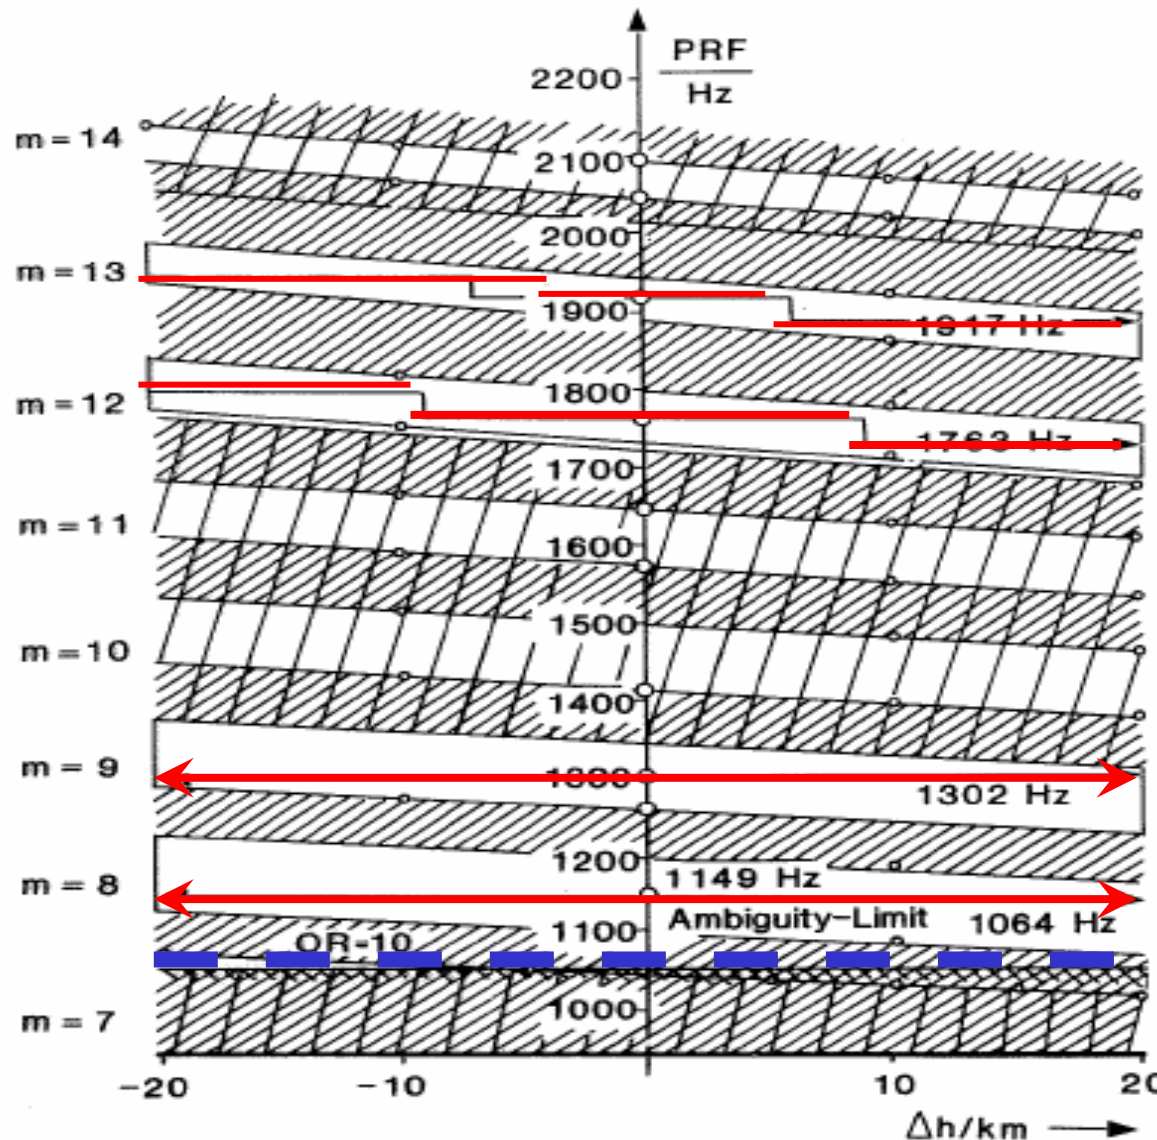 PRF
2200
Hz
m = 14
2100
2000
m = 13
1900
1917 Hz
1800
m = 12
1763 Hz
1700
m = 11
1600
1500
m = 10
1400
m = 9
1300
1302 Hz
1200
m = 8
1149 Hz
Ambiguity-Limit 1064 Hz
1100
OR-10
1000
m = 7
-20 -10 10 20
Δh/km